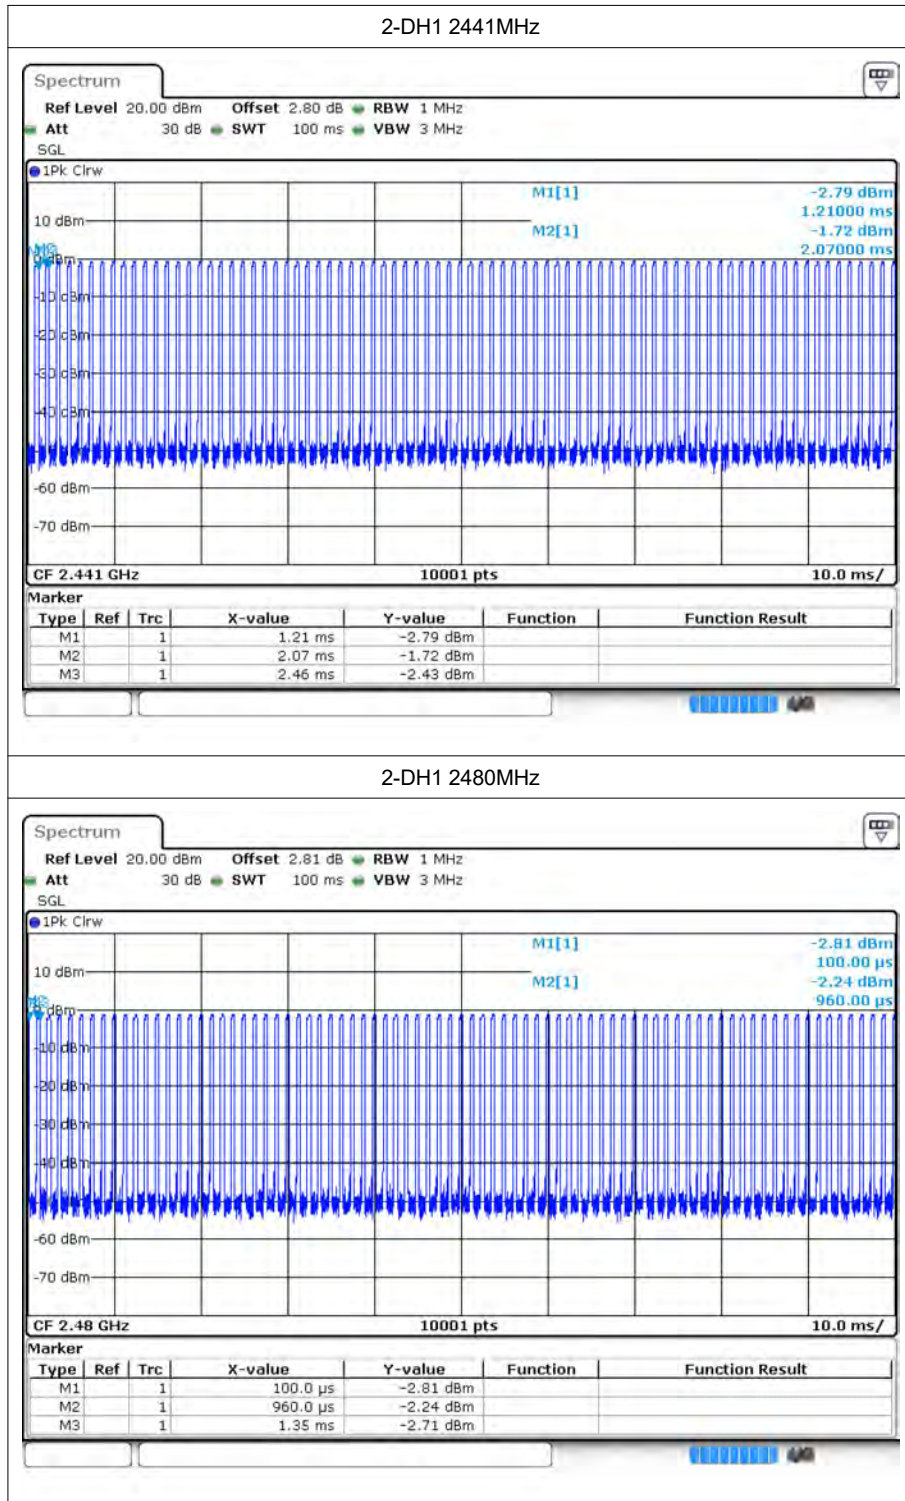 2-DH1 2441MHz
Spectrum
Ref Level 20.00 dBm Offset 2.80 dB RBW 1 MHz
Att 30 dB SWT 100 ms VBW 3 MHz
SGL
1Pk Clrw
M1[1] -2.79 dBm
1.21000 ms
10 dBm
M2[1] -1.72 dBm
2.07000 ms
-10 dBm
-20 dBm
-30 dBm
-40 dBm
-60 dBm
-70 dBm
CF 2.441 GHz 10001 pts 10.0 ms/
Marker
Type Ref Trc X-value Y-value Function Function Result
M1 1 1.21 ms -2.79 dBm
M2 1 2.07 ms -1.72 dBm
M3 1 2.46 ms -2.43 dBm
2-DH1 2480MHz
Spectrum
Ref Level 20.00 dBm Offset 2.81 dB RBW 1 MHz
Att 30 dB SWT 100 ms VBW 3 MHz
SGL
1Pk Clrw
M1[1] -2.81 dBm
100.00 µs
10 dBm
M2[1] -2.24 dBm
960.00 µs
0 dBm
-10 dBm
-20 dBm
-30 dBm
-40 dBm
-60 dBm
-70 dBm
CF 2.48 GHz 10001 pts 10.0 ms/
Marker
Type Ref Trc X-value Y-value Function Function Result
M1 1 100.0 µs -2.81 dBm
M2 1 960.0 µs -2.24 dBm
M3 1 1.35 ms -2.71 dBm